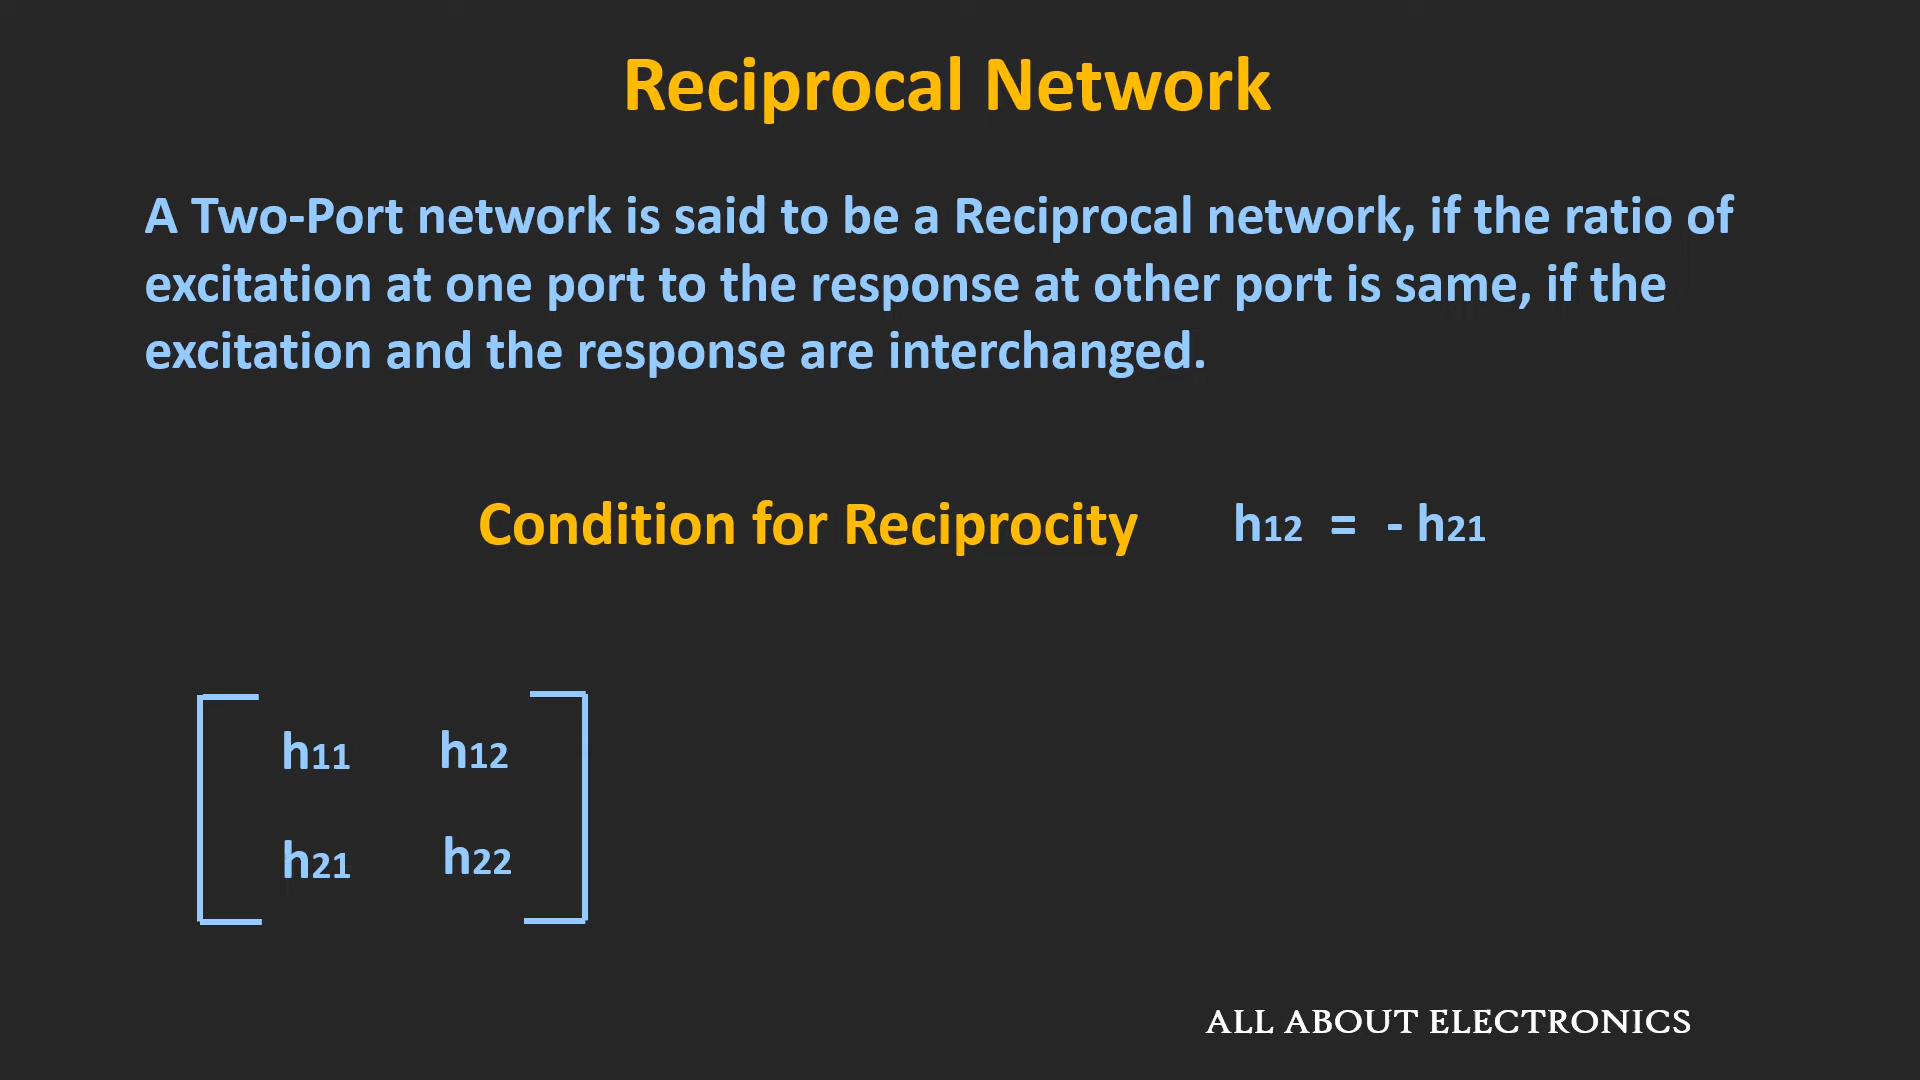 Reciprocal Network
A Two-Port network is said to be a Reciprocal network, if the ratio of
excitation at one port to the response at other port is same, if the
excitation and the response are interchanged.
Condition for Reciprocity h12 = - h21
h11 h12
h21 h22
ALL ABOUT ELECTRONICS